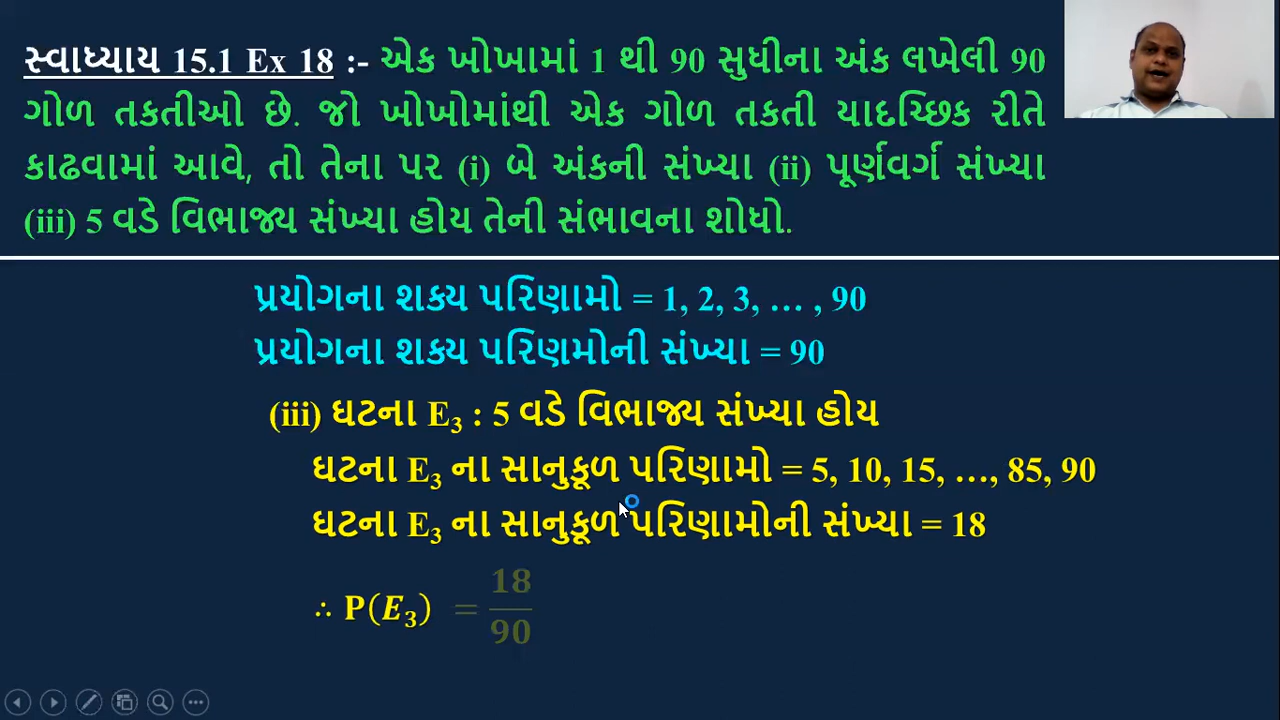 સ્વાધ્યાય 15.1 Ex 18 :- એક ખોખામાં 1 થી 90 સુધીના અંક લખેલી 90
ગોળ તકતીઓ છે. જો ખોખોમાંથી એક ગોળ તકતી યાદચ્છિક રીતે
કાઢવામાં આવે, તો તેના પર (i) બે અંકની સંખ્યા (ii) પૂર્ણવર્ગ સંખ્યા
(iii) 5 વડે વિભાજ્ય સંખ્યા હોય તેની સંભાવના શોધો.
પ્રયોગના શક્ય પરિણામો = 1, 2, 3, … , 90
પ્રયોગના શક્ય પરિણમોની સંખ્યા = 90
(iii) ઘટના E₃ : 5 વડે વિભાજ્ય સંખ્યા હોય
ઘટના E₃ ના સાનુકૂળ પરિણામો = 5, 10, 15, …, 85, 90
ઘટના E₃ ના સાનુકૂળ પરિણામોની સંખ્યા = 18
∴ P(E₃) = 18/90